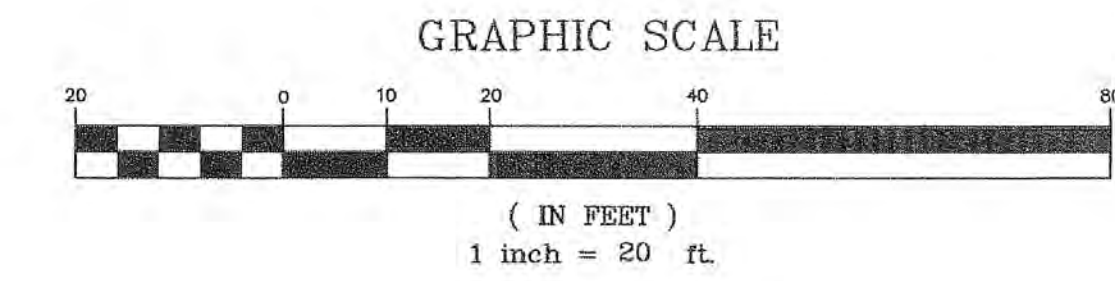 GRAPHIC SCALE
20 0 10 20 40 80
( IN FEET )
1 inch = 20 ft.